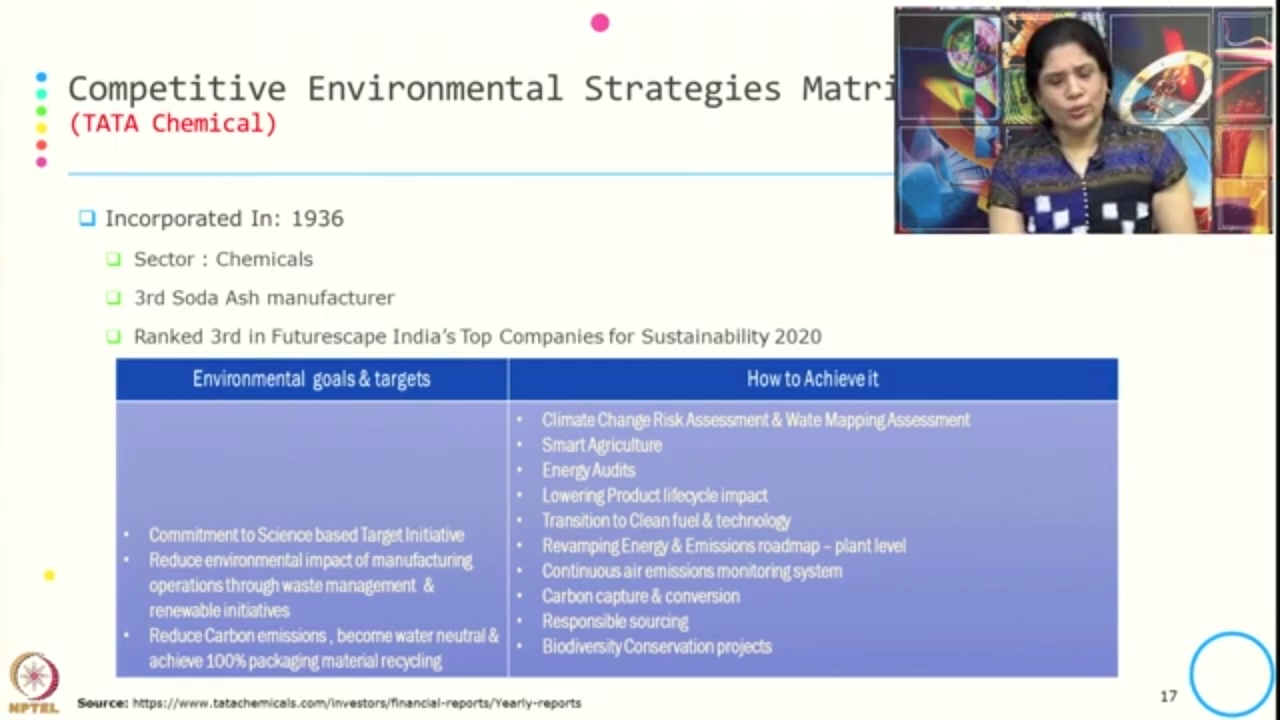 Competitive Environmental Strategies Matri
(TATA Chemical)
Incorporated In: 1936
Sector : Chemicals
3rd Soda Ash manufacturer
Ranked 3rd in Futurescape India's Top Companies for Sustainability 2020
Environmental goals & targets
How to Achieve it
• Commitment to Science based Target Initiative
• Reduce environmental impact of manufacturing
operations through waste management &
renewable initiatives
• Reduce Carbon emissions , become water neutral &
achieve 100% packaging material recycling
• Climate Change Risk Assessment & Wate Mapping Assessment
• Smart Agriculture
• Energy Audits
• Lowering Product lifecycle impact
• Transition to Clean fuel & technology
• Revamping Energy & Emissions roadmap – plant level
• Continuous air emissions monitoring system
• Carbon capture & conversion
• Responsible sourcing
• Biodiversity Conservation projects
NPTEL
Source: https://www.tatachemicals.com/investors/financial-reports/Yearly-reports
17